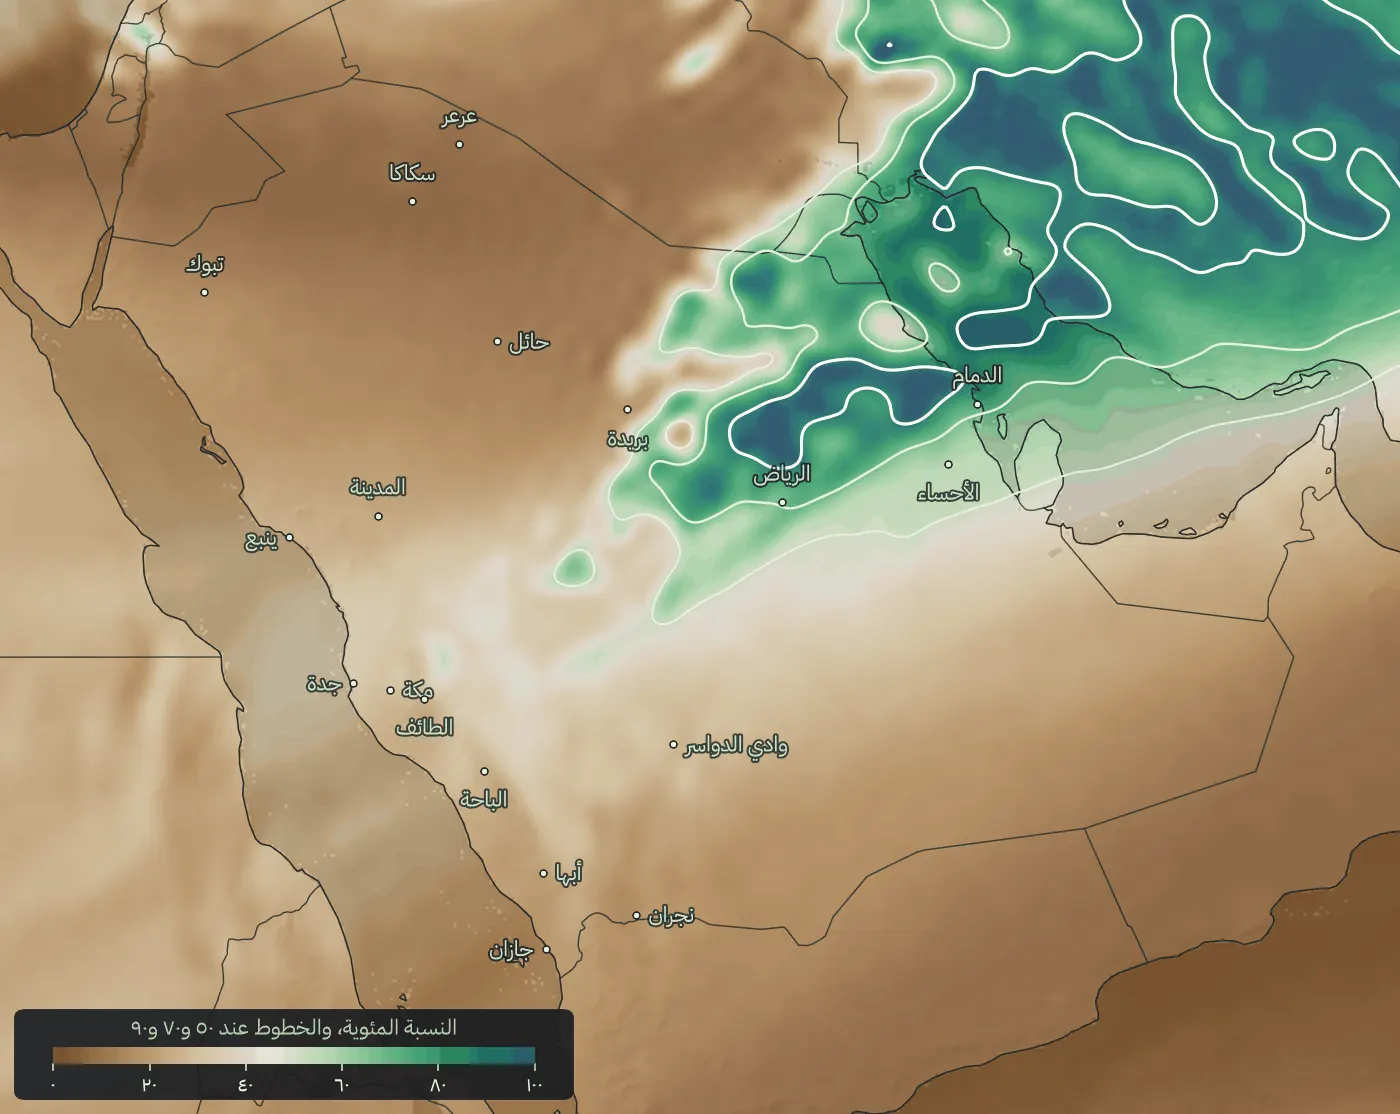 عرعر
سكاكا
تبوك
حائل
الدمام
بريدة
الرياض
الأحساء
المدينة
ينبع
جدة
مكة
الطائف
وادي الدواسر
الباحة
أبها
نجران
جازان
النسبة المئوية، والخطوط عند ٥٠ و٧٠ و٩٠
٠ ٢٠ ٤٠ ٦٠ ٨٠ ١٠٠